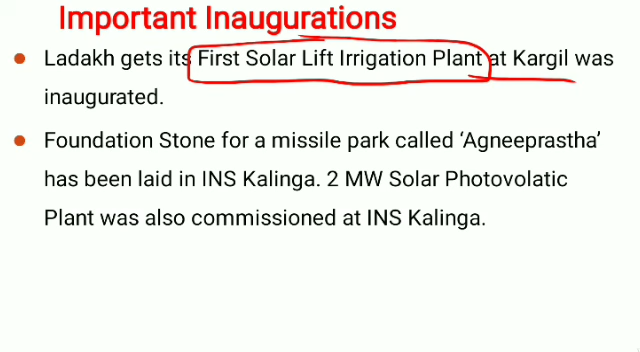 Important Inaugurations
• Ladakh gets its First Solar Lift Irrigation Plant at Kargil was
inaugurated.
• Foundation Stone for a missile park called ‘Agneeprastha’
has been laid in INS Kalinga. 2 MW Solar Photovolatic
Plant was also commissioned at INS Kalinga.